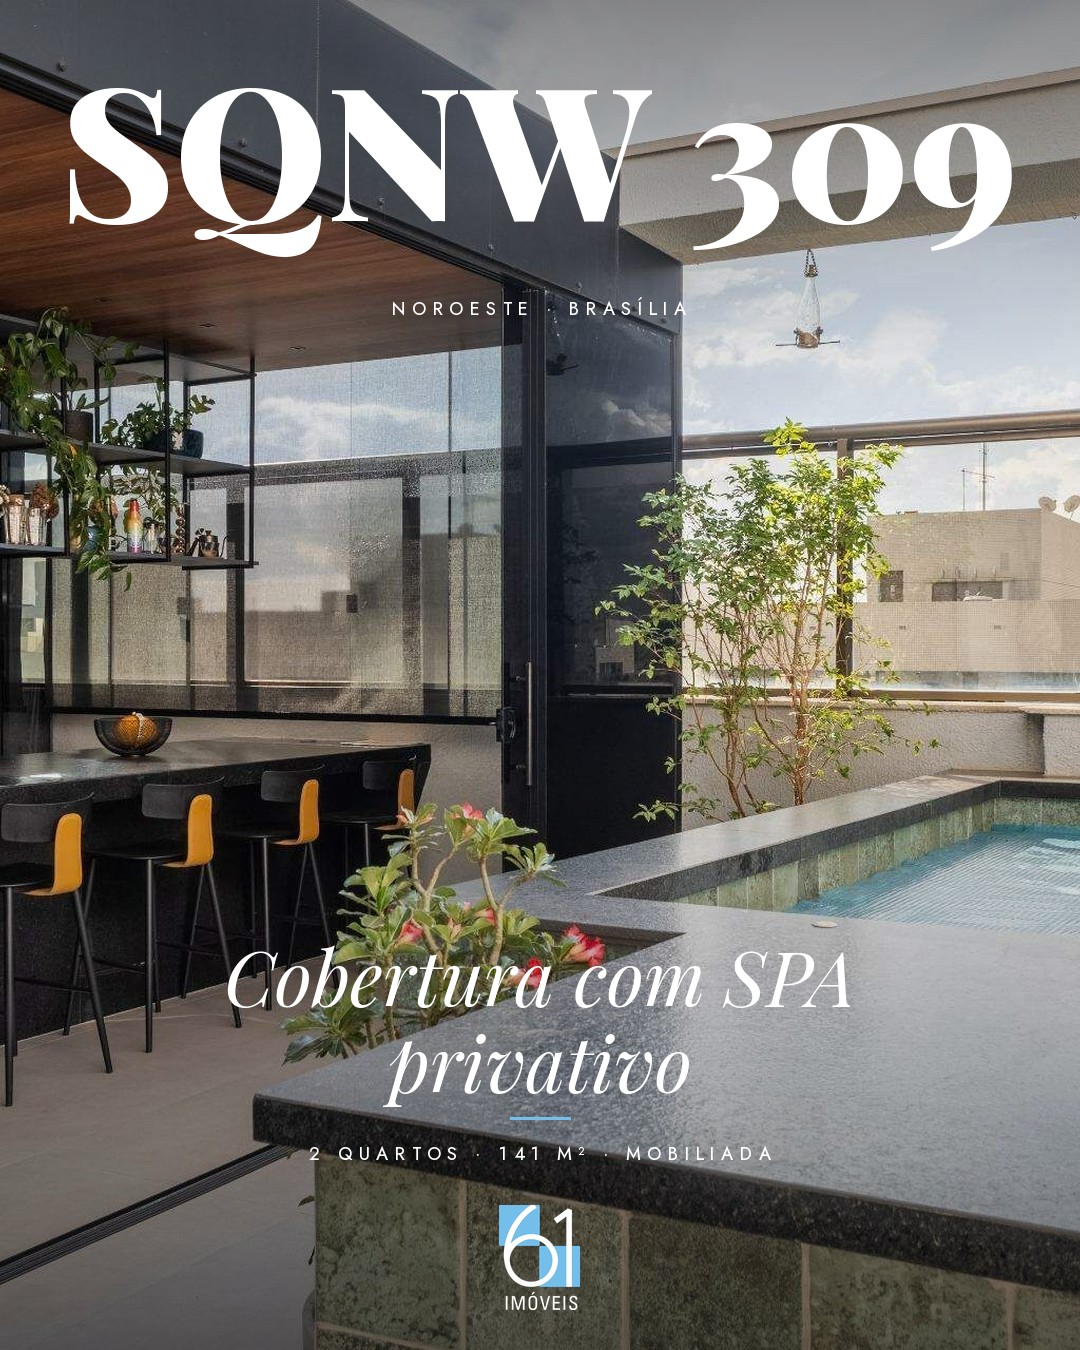 SQNW 309
NOROESTE · BRASÍLIA
Cobertura com SPA
privativo
2 QUARTOS · 141 M² · MOBILIADA
61
IMÓVEIS